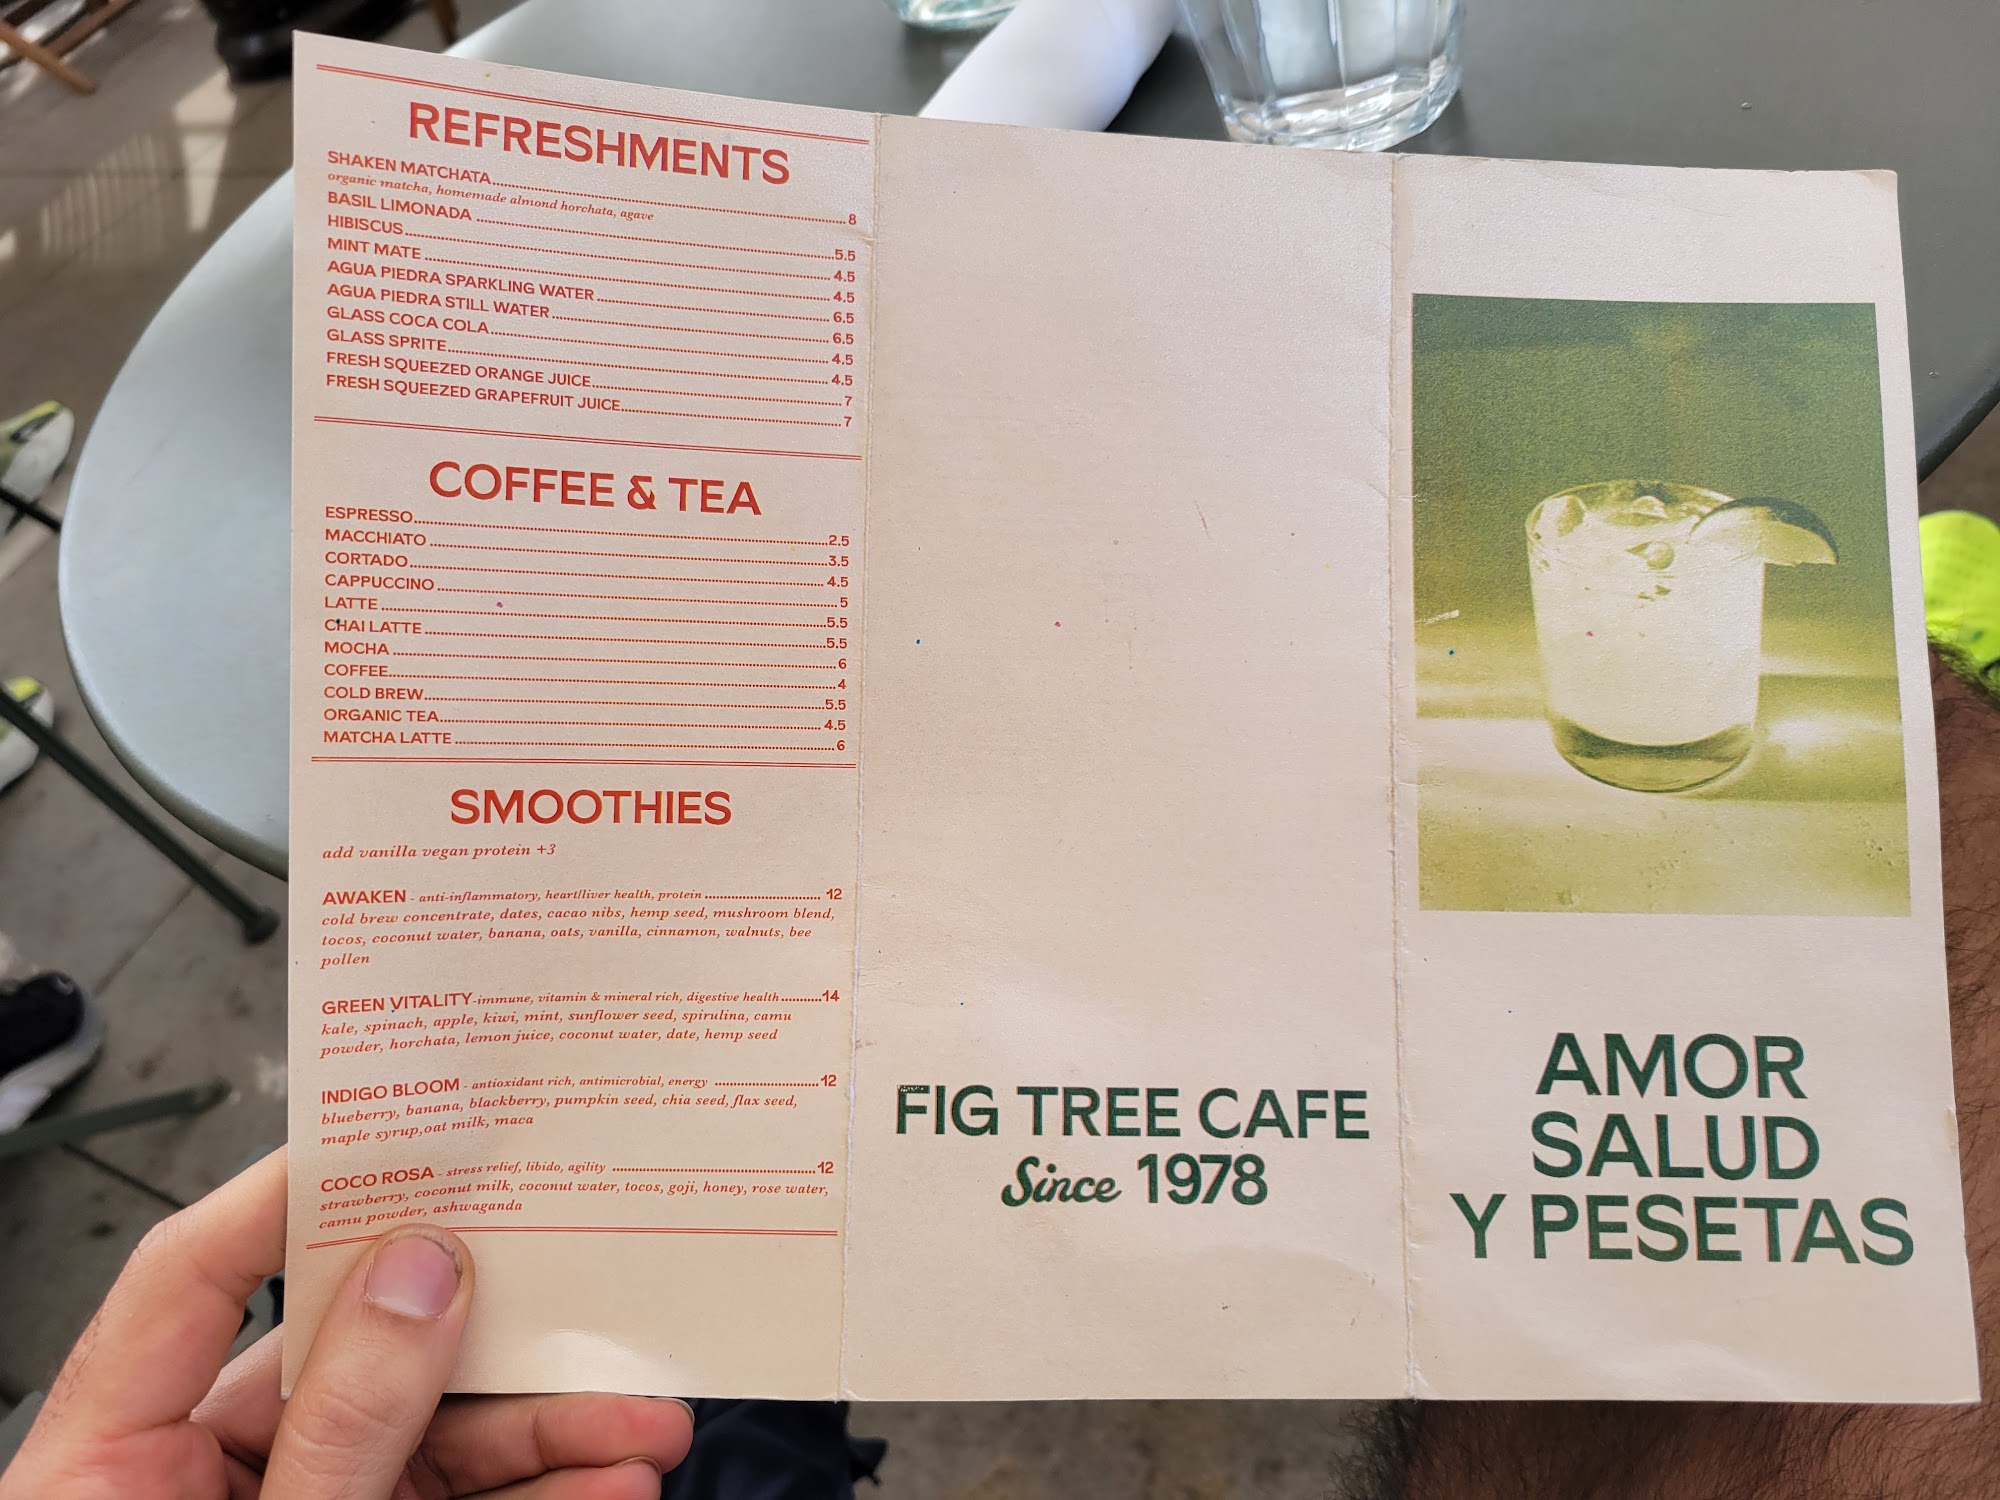 REFRESHMENTS
SHAKEN MATCHATA 8
organic matcha, homemade almond horchata, agave
BASIL LIMONADA 5.5
HIBISCUS 4.5
MINT MATE 4.5
AGUA PIEDRA SPARKLING WATER 6.5
AGUA PIEDRA STILL WATER 6.5
GLASS COCA COLA 4.5
GLASS SPRITE 4.5
FRESH SQUEEZED ORANGE JUICE 7
FRESH SQUEEZED GRAPEFRUIT JUICE 7
COFFEE & TEA
ESPRESSO 2.5
MACCHIATO 3.5
CORTADO 4.5
CAPPUCCINO 5
LATTE 5.5
CHAI LATTE 5.5
MOCHA 6
COFFEE 4
COLD BREW 5.5
ORGANIC TEA 4.5
MATCHA LATTE 6
SMOOTHIES
add vanilla vegan protein +3
AWAKEN - anti-inflammatory, heart/liver health, protein 12
cold brew concentrate, dates, cacao nibs, hemp seed, mushroom blend,
tocos, coconut water, banana, oats, vanilla, cinnamon, walnuts, bee
pollen
GREEN VITALITY-immune, vitamin & mineral rich, digestive health 14
kale, spinach, apple, kiwi, mint, sunflower seed, spirulina, camu
powder, horchata, lemon juice, coconut water, date, hemp seed
INDIGO BLOOM - antioxidant rich, antimicrobial, energy 12
blueberry, banana, blackberry, pumpkin seed, chia seed, flax seed,
maple syrup,oat milk, maca
COCO ROSA - stress relief, libido, agility 12
strawberry, coconut milk, coconut water, tocos, goji, honey, rose water,
camu powder, ashwaganda
FIG TREE CAFE
Since 1978
AMOR
SALUD
Y PESETAS